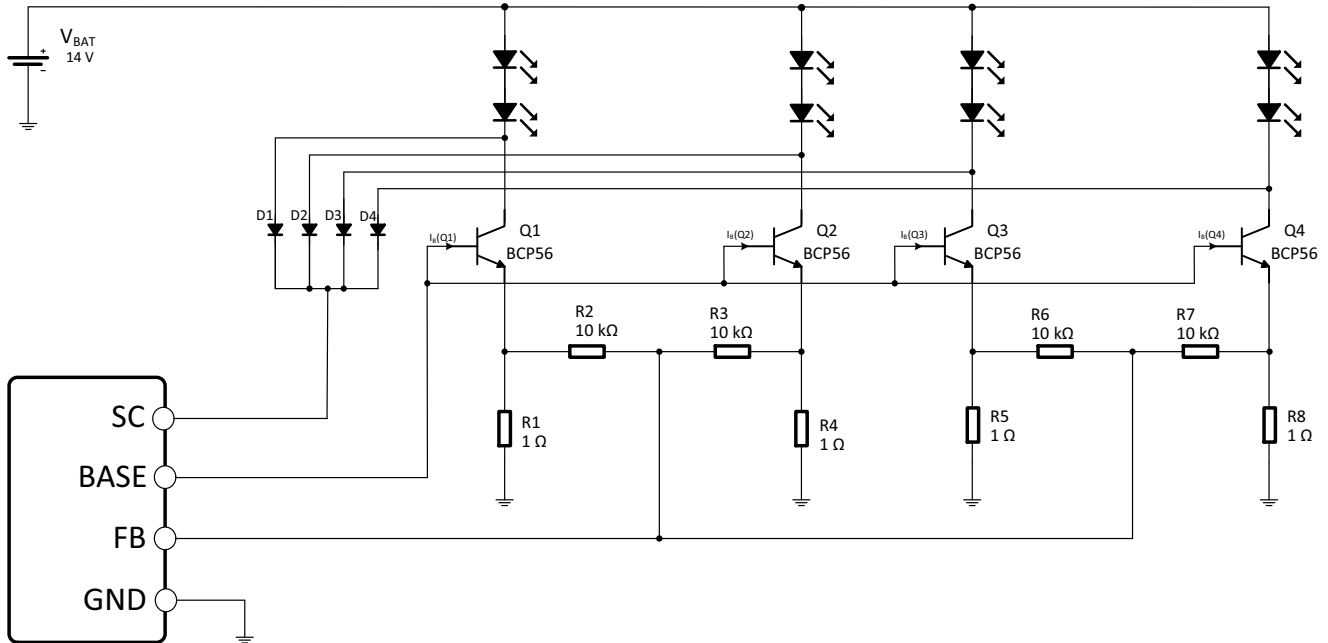 V_BAT
14 V
+
-
D1 D2 D3 D4
I_B(Q1)
Q1
BCP56
I_B(Q2)
Q2
BCP56
I_B(Q3)
Q3
BCP56
I_B(Q4)
Q4
BCP56
R2
10 kΩ
R3
10 kΩ
R6
10 kΩ
R7
10 kΩ
R1
1 Ω
R4
1 Ω
R5
1 Ω
R8
1 Ω
SC
BASE
FB
GND